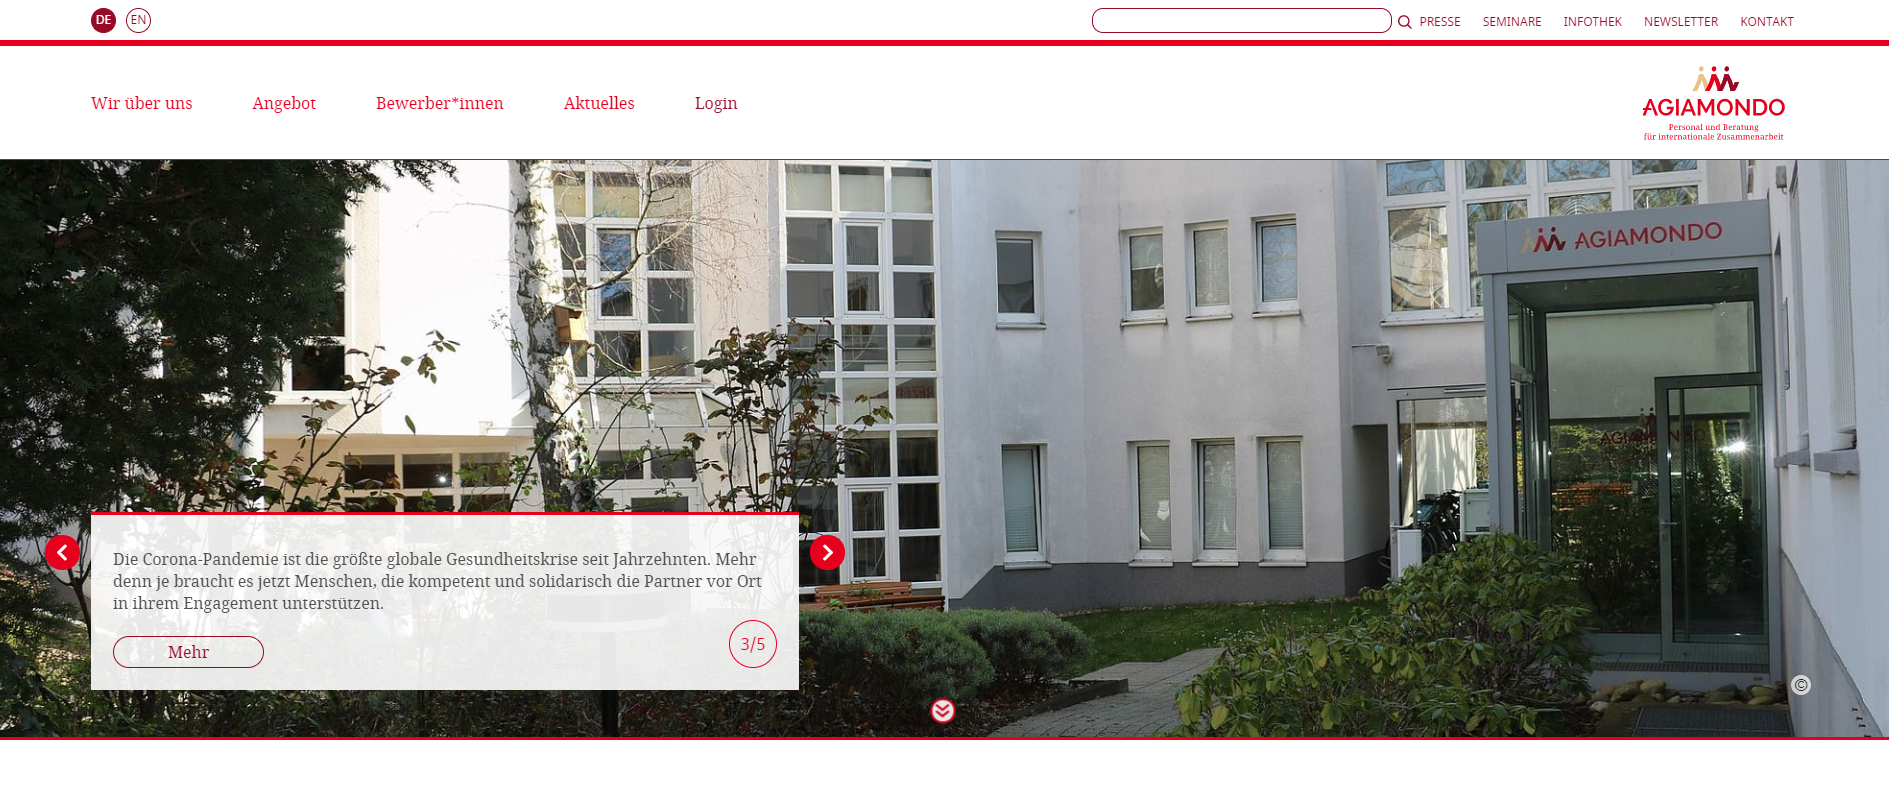 DE EN
PRESSE SEMINARE INFOTHEK NEWSLETTER KONTAKT
Wir über uns Angebot Bewerber*innen Aktuelles Login
AGIAMONDO
Personal und Beratung
für internationale Zusammenarbeit
AGIAMONDO
AGIAMONDO
Die Corona-Pandemie ist die größte globale Gesundheitskrise seit Jahrzehnten. Mehr
denn je braucht es jetzt Menschen, die kompetent und solidarisch die Partner vor Ort
in ihrem Engagement unterstützen.
Mehr
3/5
©